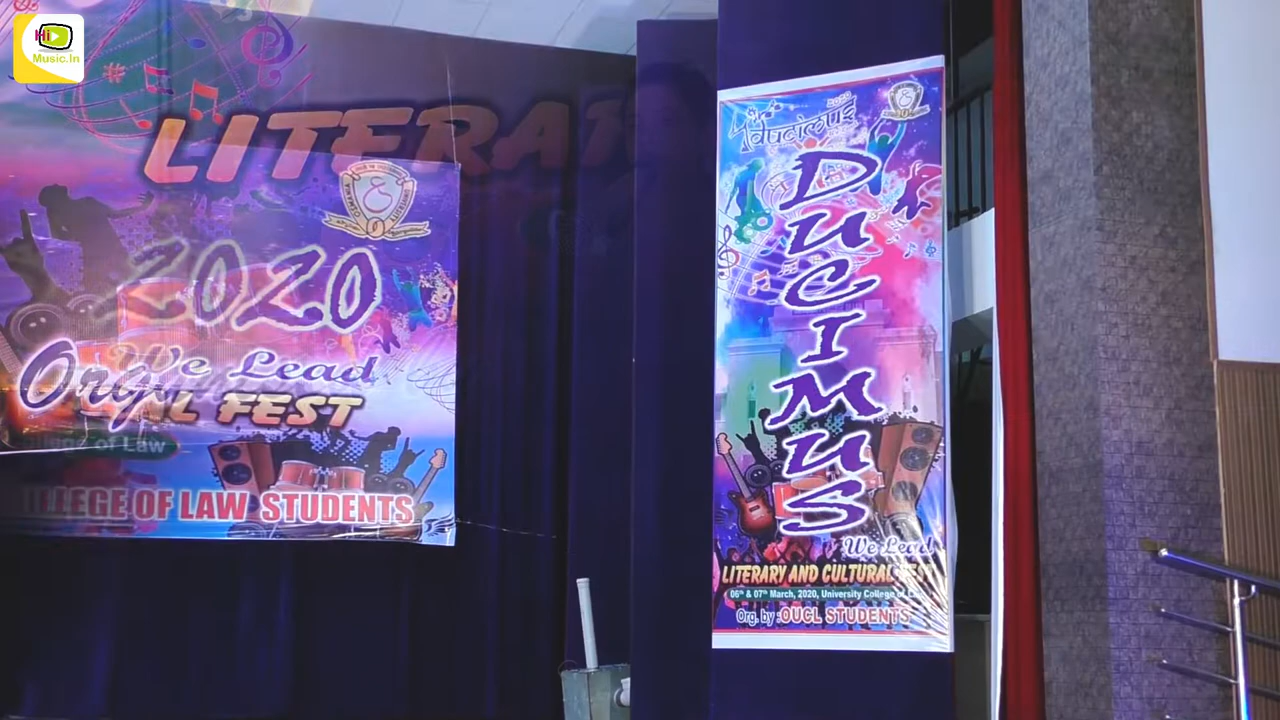 Hi
Music.In
LITERA
2020
We Lead
Org
AL FEST
llege of Law
LLEGE OF LAW STUDENTS
2020
Ducimus
DUCIMUS
We Lead
LITERARY AND CULTURAL FEST
06th & 07th March, 2020, University College of
Org. by :OUCL STUDENTS